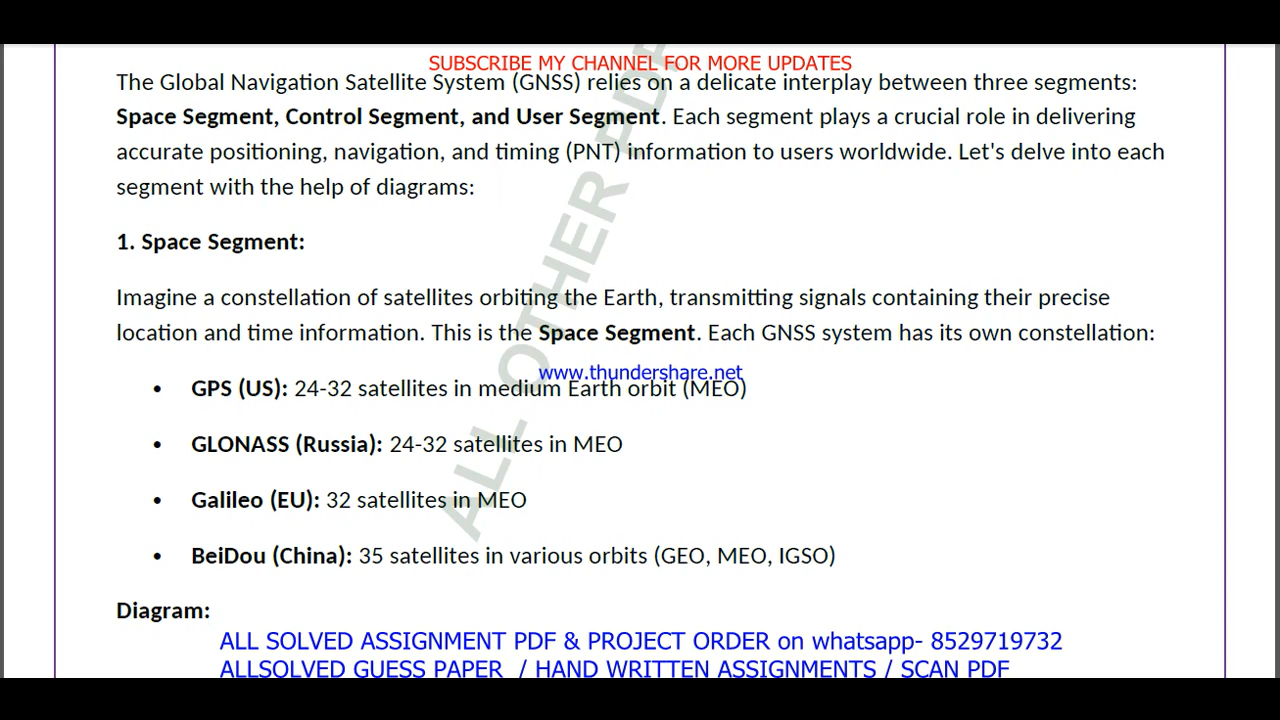 SUBSCRIBE MY CHANNEL FOR MORE UPDATES
The Global Navigation Satellite System (GNSS) relies on a delicate interplay between three segments:
Space Segment, Control Segment, and User Segment. Each segment plays a crucial role in delivering
accurate positioning, navigation, and timing (PNT) information to users worldwide. Let's delve into each
segment with the help of diagrams:
1. Space Segment:
Imagine a constellation of satellites orbiting the Earth, transmitting signals containing their precise
location and time information. This is the Space Segment. Each GNSS system has its own constellation:
www.thundershare.net
• GPS (US): 24-32 satellites in medium Earth orbit (MEO)
• GLONASS (Russia): 24-32 satellites in MEO
• Galileo (EU): 32 satellites in MEO
• BeiDou (China): 35 satellites in various orbits (GEO, MEO, IGSO)
Diagram:
ALL SOLVED ASSIGNMENT PDF & PROJECT ORDER on whatsapp- 8529719732
ALLSOLVED GUESS PAPER / HAND WRITTEN ASSIGNMENTS / SCAN PDF
ALL OTHER PDF